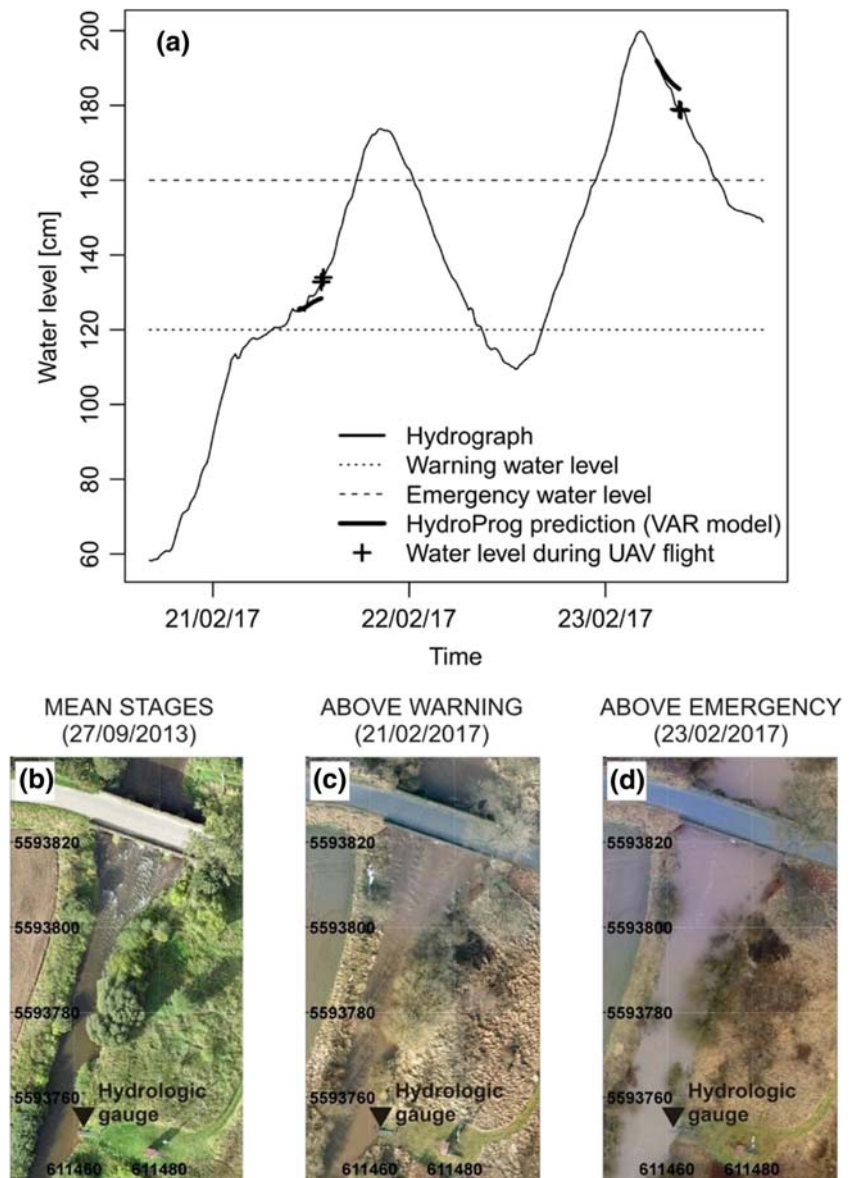 (a)
200
180
160
140
120
100
80
60
Water level [cm]
Hydrograph
Warning water level
Emergency water level
HydroProg prediction (VAR model)
Water level during UAV flight
21/02/17
22/02/17
23/02/17
Time
MEAN STAGES
(27/09/2013)
(b)
5593820
5593800
5593780
5593760
Hydrologic
gauge
611460
611480
ABOVE WARNING
(21/02/2017)
(c)
5593820
5593800
5593780
5593760
Hydrologic
gauge
611460
611480
ABOVE EMERGENCY
(23/02/2017)
(d)
5593820
5593800
5593780
5593760
Hydrologic
gauge
611460
611480